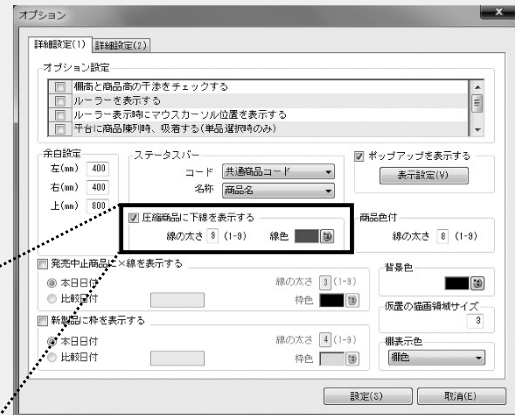 オプション
詳細設定(1) 詳細設定(2)
オプション設定
棚高と商品高の干渉をチェックする
ルーラーを表示する
ルーラー表示時にマウスカーソル位置を表示する
平台に商品陳列時、吸着する(単品選択時のみ)
余白設定
左(mm) 400
右(mm) 400
上(mm) 800
ステータスバー
コード 共通商品コード
名称 商品名
ポップアップを表示する
表示設定(V)
圧縮商品に下線を表示する
線の太さ 9 (1-9) 線色
商品色付
線の太さ 8 (1-9)
発売中止商品に×線を表示する
本日日付 線の太さ 3 (1-9)
比較日付 枠色
新製品に枠を表示する
本日日付 線の太さ 4 (1-9)
比較日付 枠色
背景色
仮置の描画領域サイズ
3
棚表示色
棚色
設定(S) 取消(E)